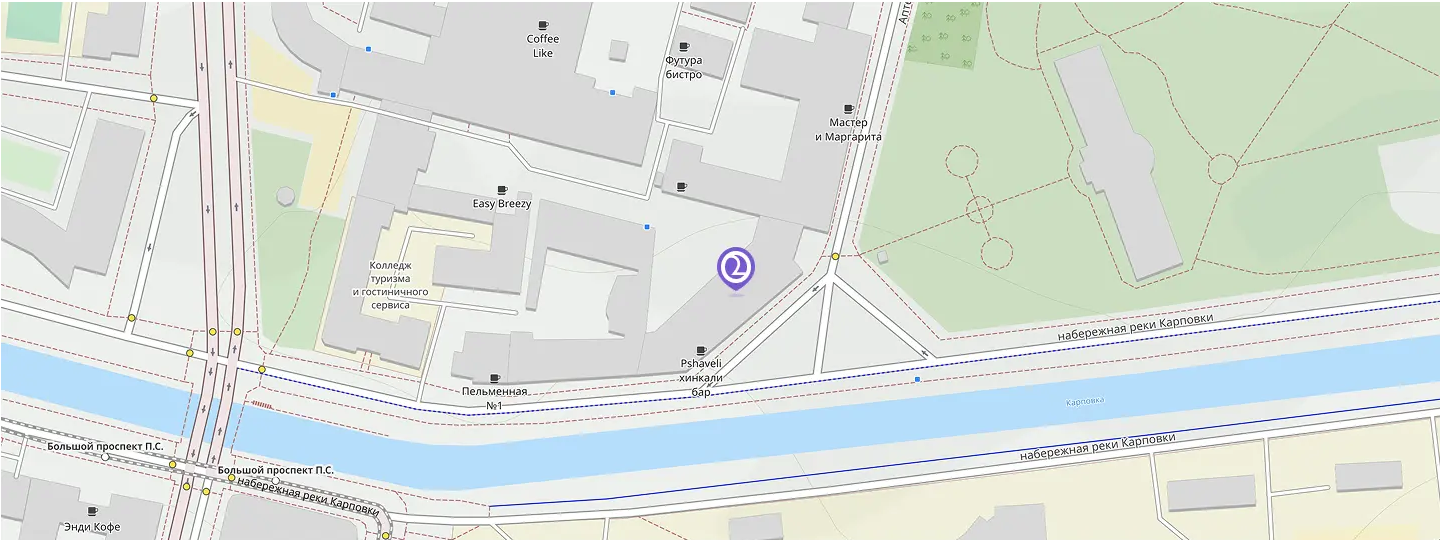 Апте
Coffee
Like
Футура
бистро
Мастер
и Маргарита
Easy Breezy
Колледж
туризма
и гостиничного
сервиса
набережная реки Карповки
Pshaveli
хинкали
бар
Пельменная
№1
Карповка
набережная реки Карповки
Большой проспект П.С.
Большой проспект П.С.
набережная реки Карповки
Энди Кофе